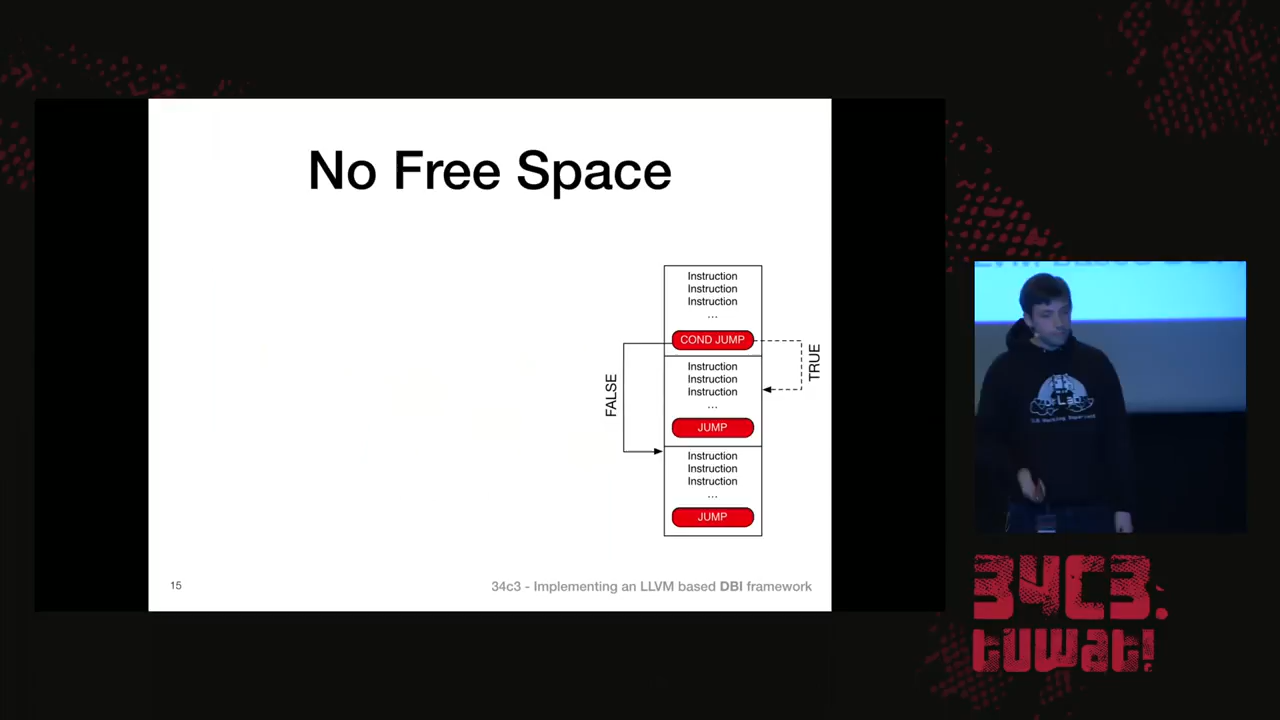 No Free Space
Instruction
Instruction
Instruction
...
COND JUMP
TRUE
FALSE
Instruction
Instruction
Instruction
...
JUMP
Instruction
Instruction
Instruction
...
JUMP
15
34c3 - Implementing an LLVM based DBI framework
34C3.
tuwat!